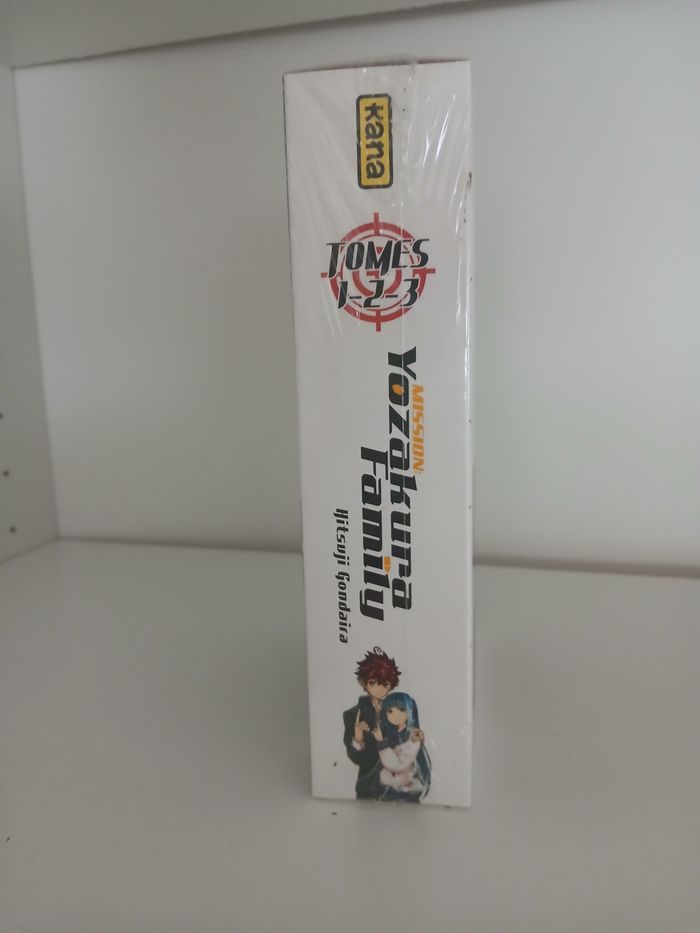 Kana
TOMES
1-2-3
MISSION:
Yozakura
Family
Hitsuji Gondaira